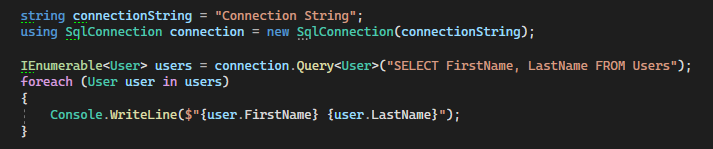 string connectionString = "Connection String";
using SqlConnection connection = new SqlConnection(connectionString);
IEnumerable<User> users = connection.Query<User>("SELECT FirstName, LastName FROM Users");
foreach (User user in users)
{
Console.WriteLine($"{user.FirstName} {user.LastName}");
}